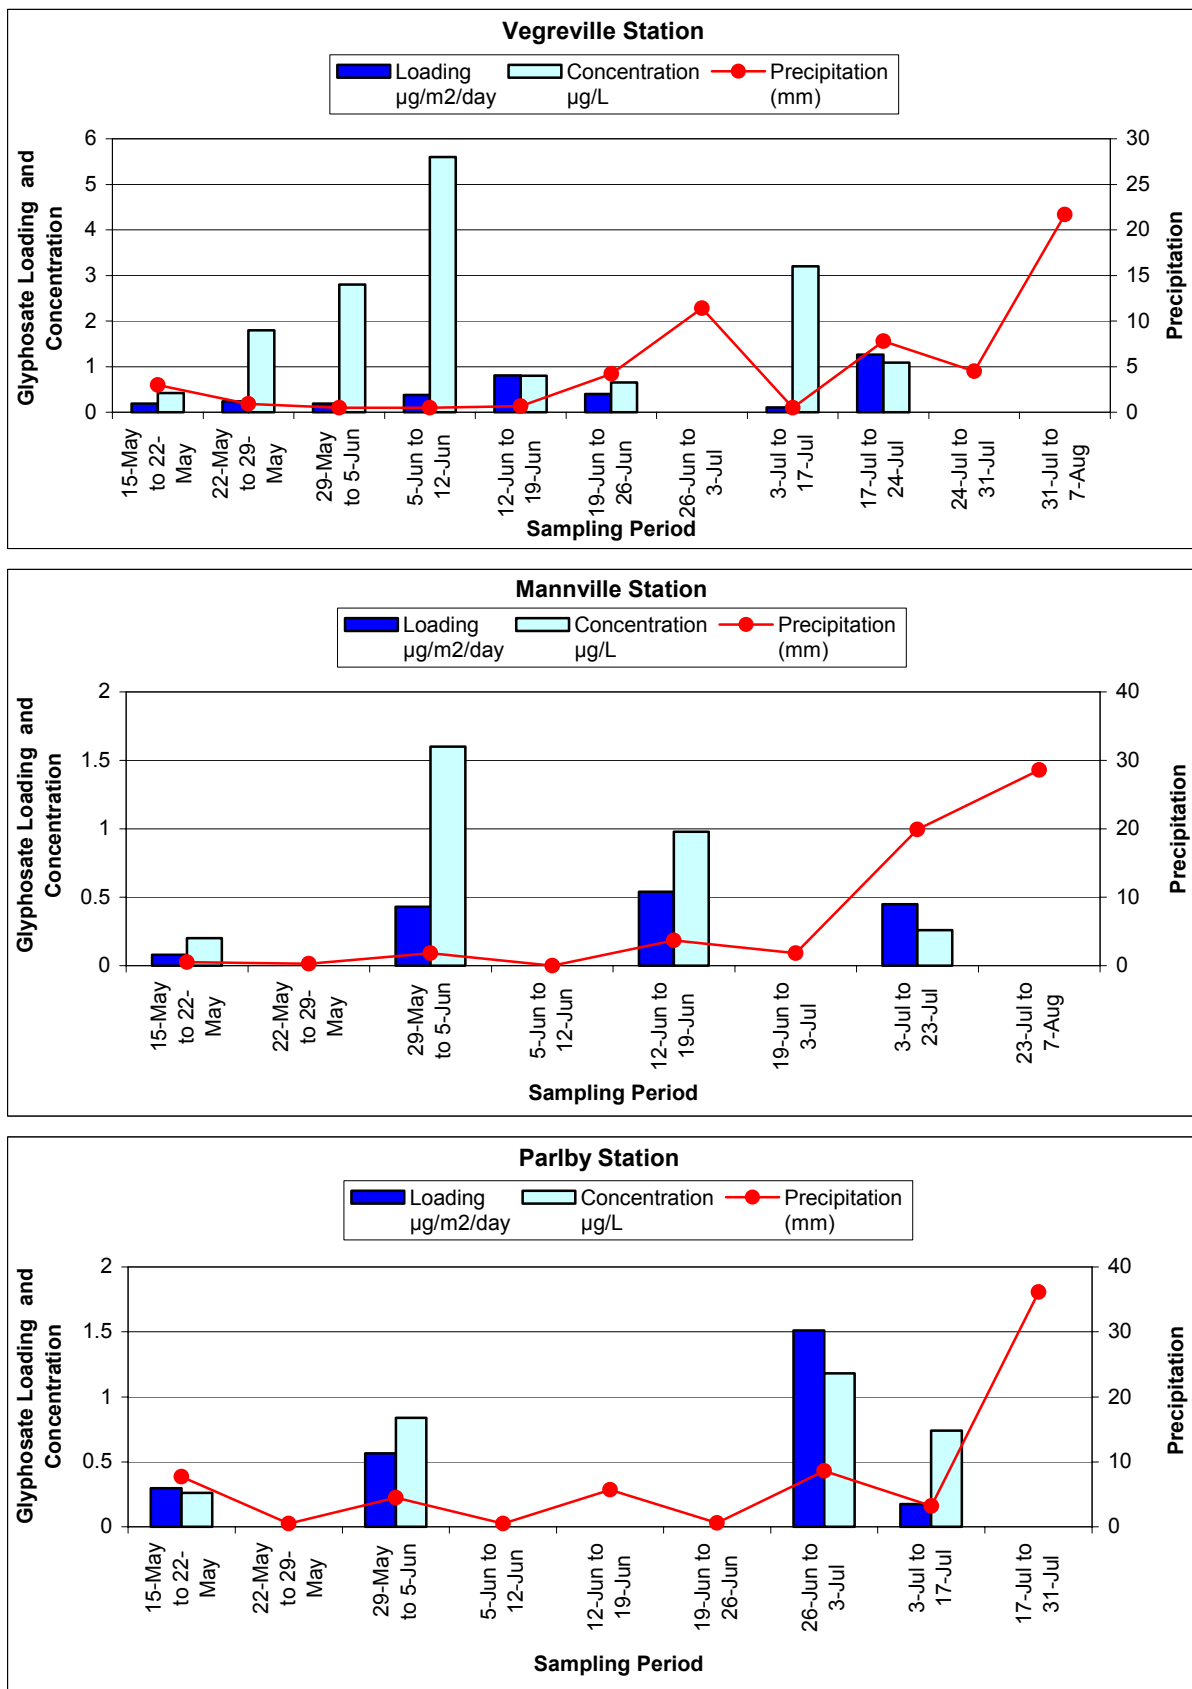 Vegreville Station
Loading Concentration Precipitation
µg/m2/day µg/L (mm)
Glyphosate Loading and
Concentration
6
5
4
3
2
1
0
30
25
20
15
10
5
0
Precipitation
15-May
to 22-
May
22-May
to 29-
May
29-May
to 5-Jun
5-Jun to
12-Jun
12-Jun to
19-Jun
19-Jun to
26-Jun
26-Jun to
3-Jul
3-Jul to
17-Jul
17-Jul to
24-Jul
24-Jul to
31-Jul
31-Jul to
7-Aug
Sampling Period
Mannville Station
Loading Concentration Precipitation
µg/m2/day µg/L (mm)
Glyphosate Loading and
Concentration
2
1.5
1
0.5
0
40
30
20
10
0
Precipitation
15-May
to 22-
May
22-May
to 29-
May
29-May
to 5-Jun
5-Jun to
12-Jun
12-Jun to
19-Jun
19-Jun to
3-Jul
3-Jul to
23-Jul
23-Jul to
7-Aug
Sampling Period
Parlby Station
Loading Concentration Precipitation
µg/m2/day µg/L (mm)
Glyphosate Loading and
Concentration
2
1.5
1
0.5
0
40
30
20
10
0
Precipitation
15-May
to 22-
May
22-May
to 29-
May
29-May
to 5-Jun
5-Jun to
12-Jun
12-Jun to
19-Jun
19-Jun to
26-Jun
26-Jun to
3-Jul
3-Jul to
17-Jul
17-Jul to
31-Jul
Sampling Period